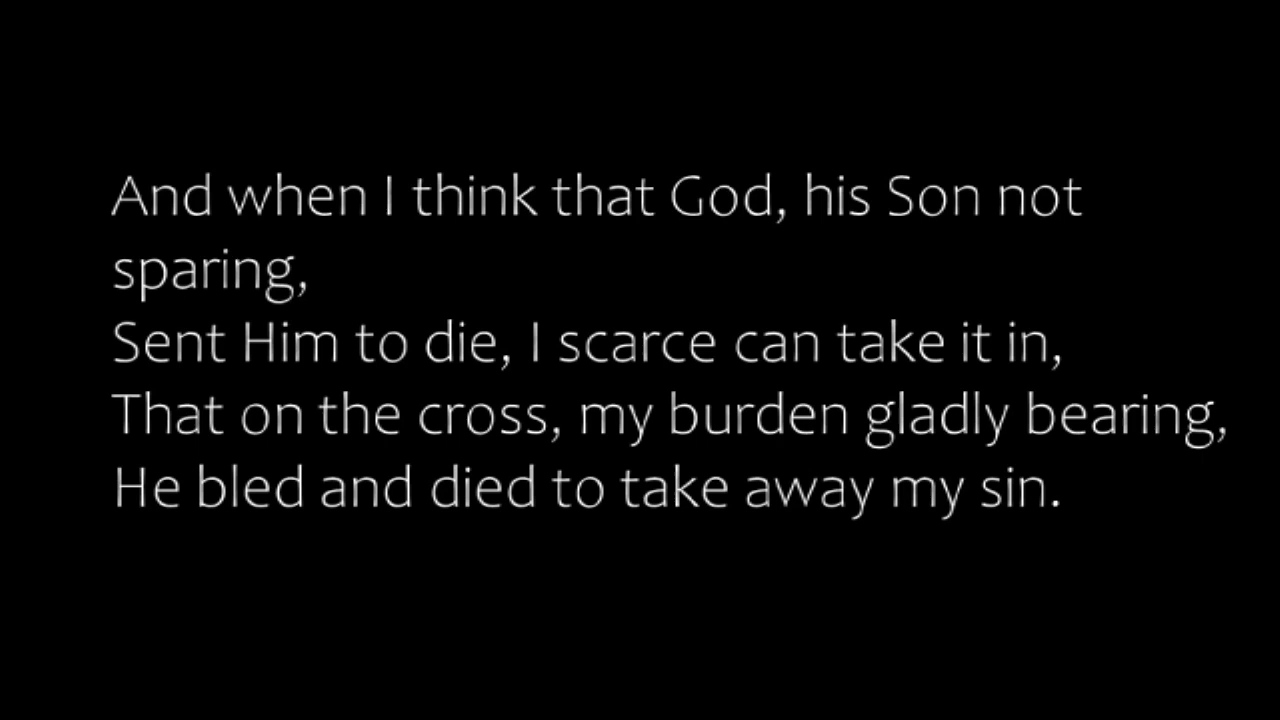 And when I think that God, his Son not
sparing,
Sent Him to die, I scarce can take it in,
That on the cross, my burden gladly bearing,
He bled and died to take away my sin.